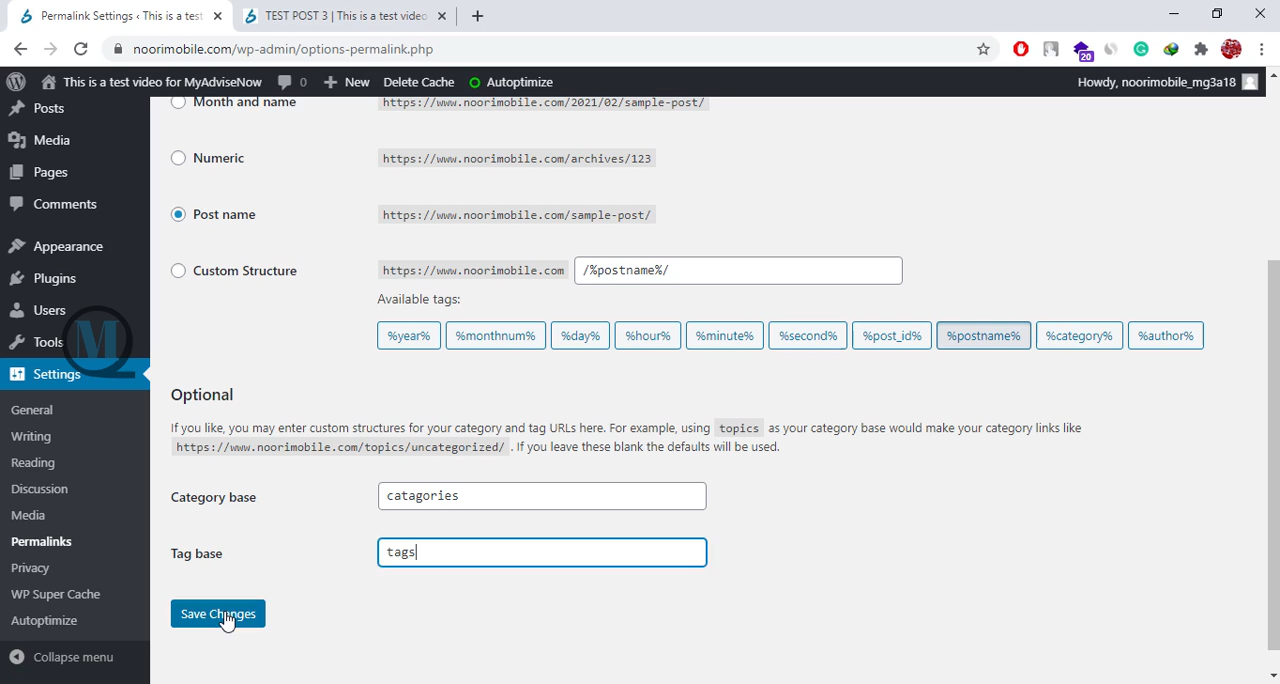 Permalink Settings ‹ This is a test
TEST POST 3 | This is a test video
noorimobile.com/wp-admin/options-permalink.php
20
This is a test video for MyAdviseNow 0 New Delete Cache Autoptimize Howdy, noorimobile_mg3a18
Posts
Media
Pages
Comments
Appearance
Plugins
Users
Tools
Settings
General
Writing
Reading
Discussion
Media
Permalinks
Privacy
WP Super Cache
Autoptimize
Collapse menu
M
Month and name https://www.noorimobile.com/2021/02/sample-post/
Numeric https://www.noorimobile.com/archives/123
Post name https://www.noorimobile.com/sample-post/
Custom Structure https://www.noorimobile.com /%postname%/
Available tags:
%year% %monthnum% %day% %hour% %minute% %second% %post_id% %postname% %category% %author%
Optional
If you like, you may enter custom structures for your category and tag URLs here. For example, using topics as your category base would make your category links like
https://www.noorimobile.com/topics/uncategorized/ . If you leave these blank the defaults will be used.
Category base catagories
Tag base tags
Save Changes